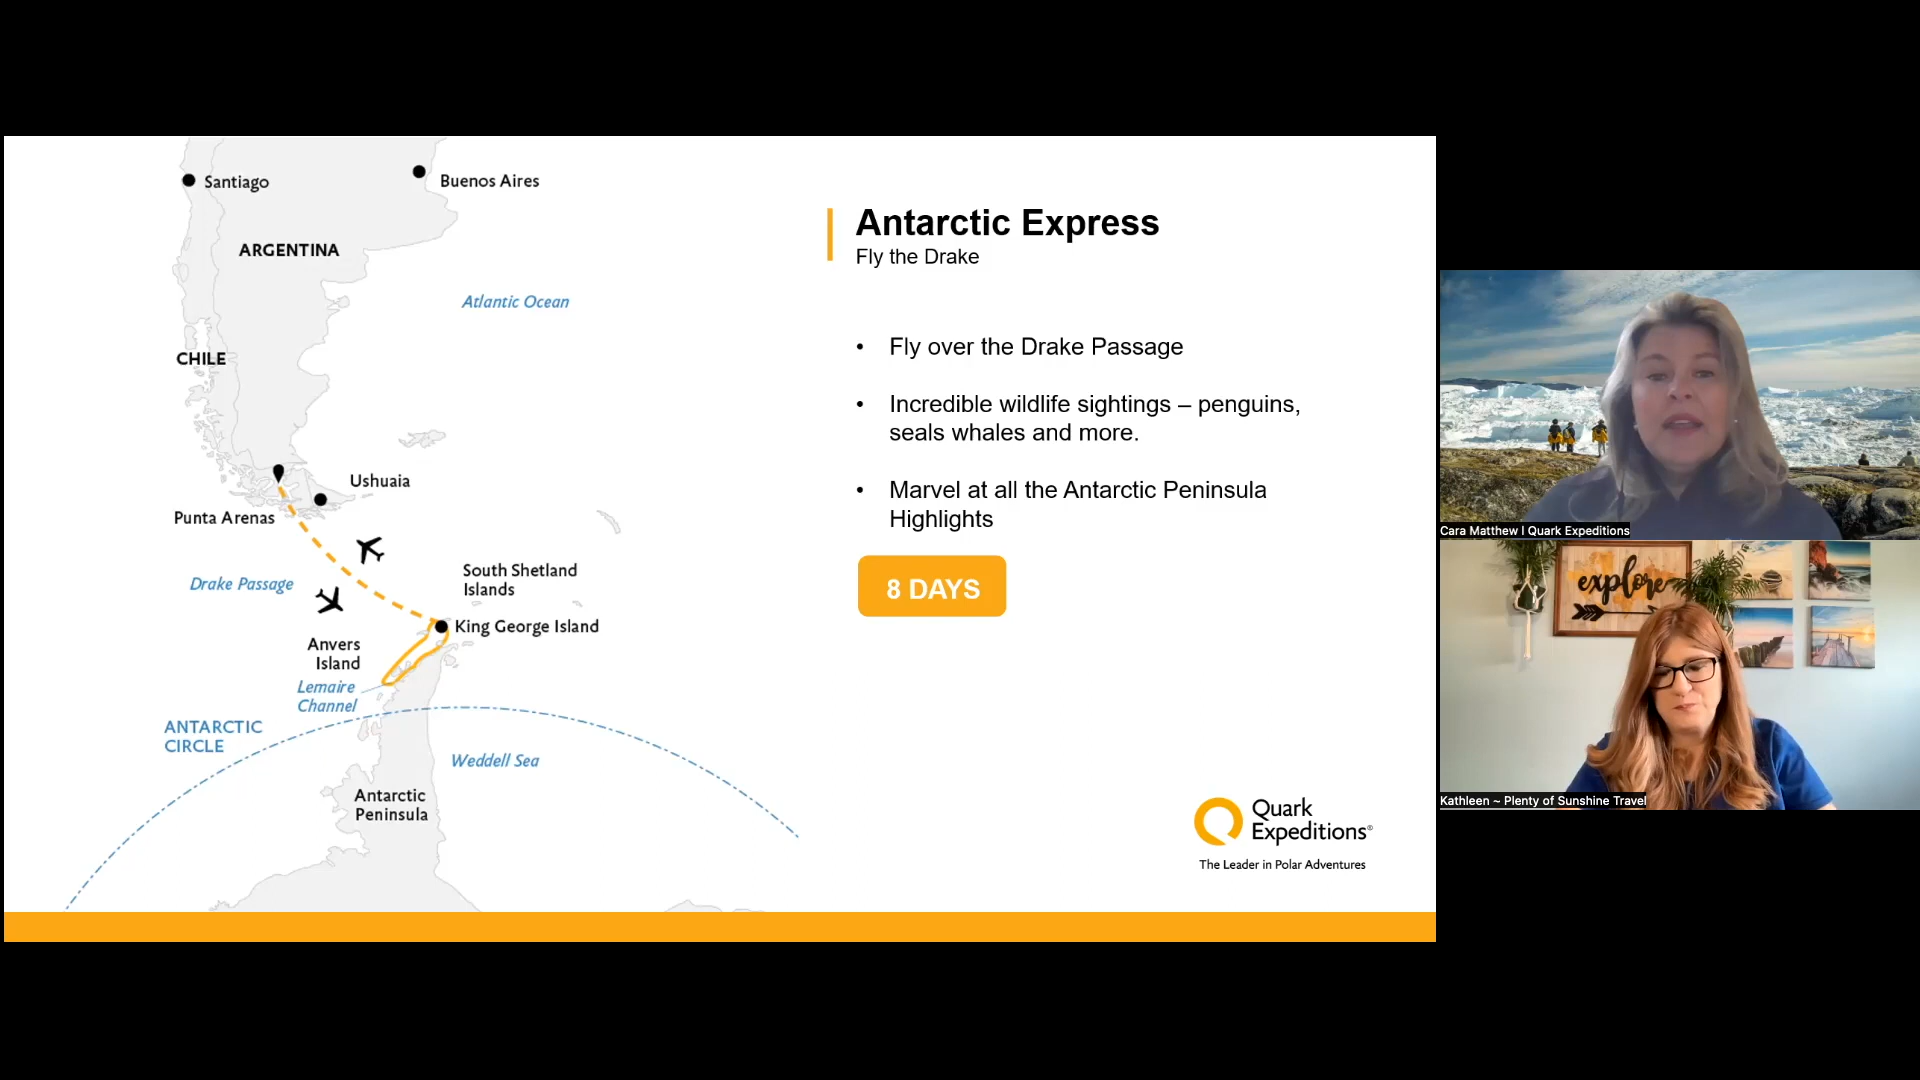 Santiago
Buenos Aires
ARGENTINA
Atlantic Ocean
CHILE
Ushuaia
Punta Arenas
Drake Passage
South Shetland
Islands
King George Island
Anvers
Island
Lemaire
Channel
ANTARCTIC
CIRCLE
Weddell Sea
Antarctic
Peninsula
Antarctic Express
Fly the Drake
• Fly over the Drake Passage
• Incredible wildlife sightings – penguins,
seals whales and more.
• Marvel at all the Antarctic Peninsula
Highlights
8 DAYS
Quark
Expeditions®
The Leader in Polar Adventures
Cara Matthew I Quark Expeditions
explore
Kathleen ~ Plenty of Sunshine Travel